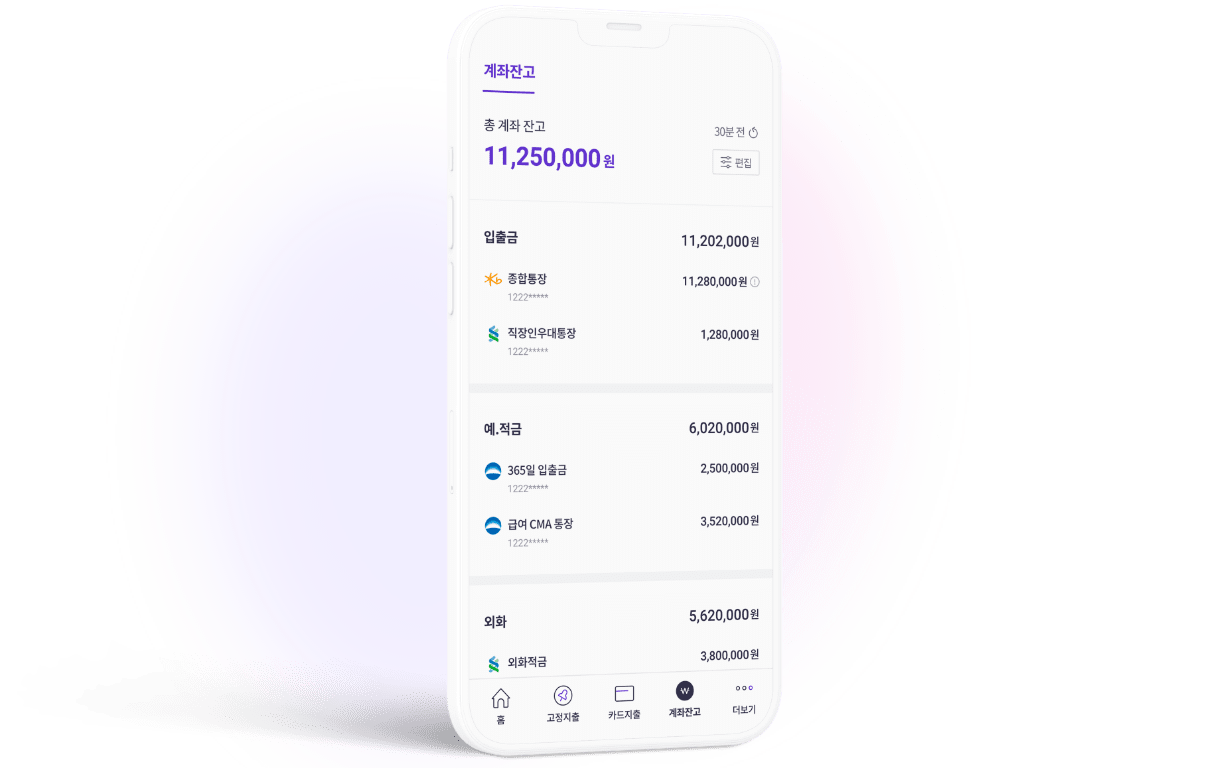 계좌잔고
총 계좌 잔고
30분 전
11,250,000원
편집
입출금 11,202,000원
종합통장 11,280,000원
1222*****
직장인우대통장 1,280,000원
1222*****
예.적금 6,020,000원
365일 입출금 2,500,000원
1222*****
급여 CMA 통장 3,520,000원
1222*****
외화 5,620,000원
외화적금 3,800,000원
홈 고정지출 카드지출 계좌잔고 더보기